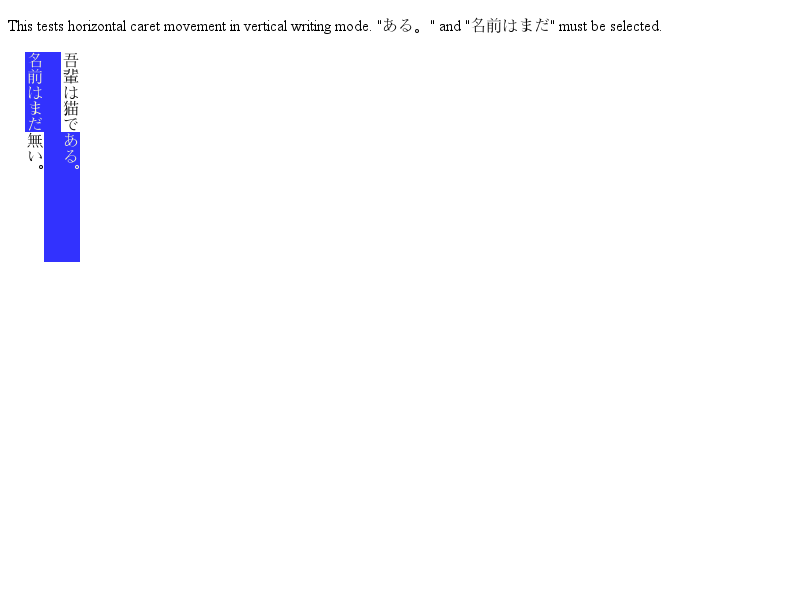 This tests horizontal caret movement in vertical writing mode. "ある。" and "名前はまだ" must be selected.
吾輩は猫である。
名前はまだ無い。